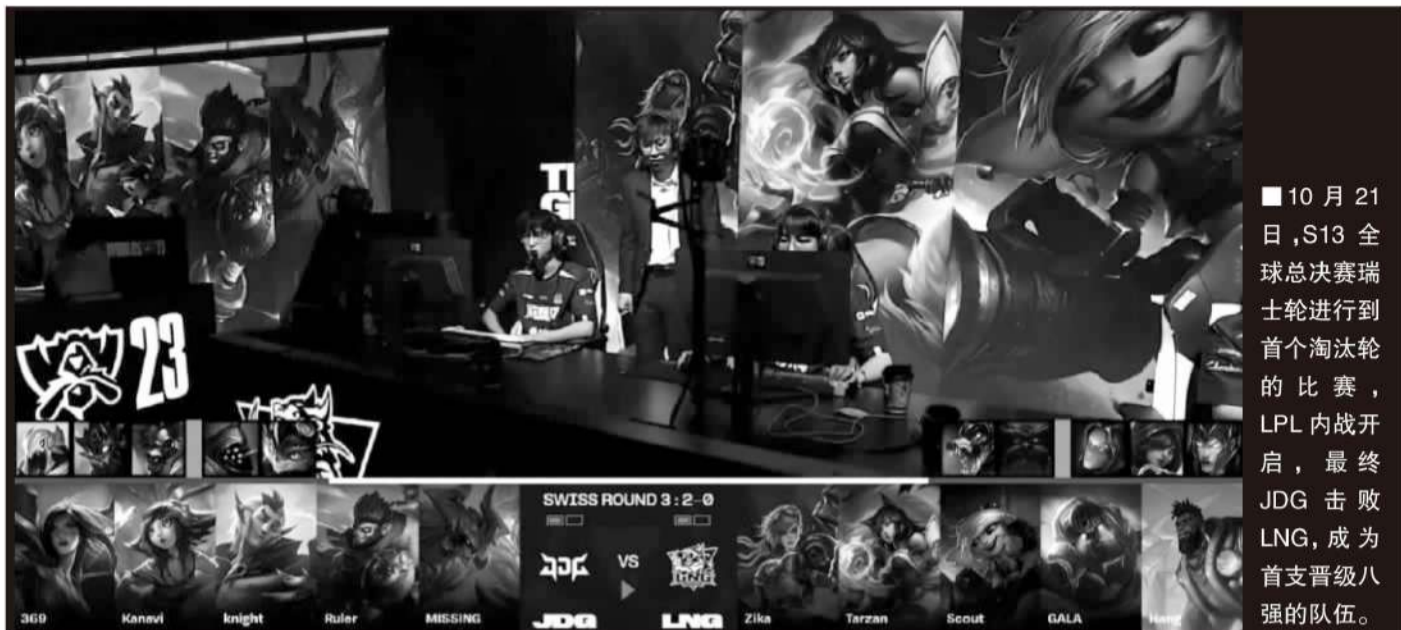 ■10 月 21
日,S13 全
球总决赛瑞
士轮进行到
首个淘汰轮
的比赛,
LPL 内战开
启,最终
JDG 击败
LNG,成为
首支晋级八
强的队伍。
23
SWISS ROUND 3 : 2-0
VS
369
Kanavi
knight
Ruler
MISSING
JDG
LNG
Zika
Tarzan
Scout
GALA
Hang